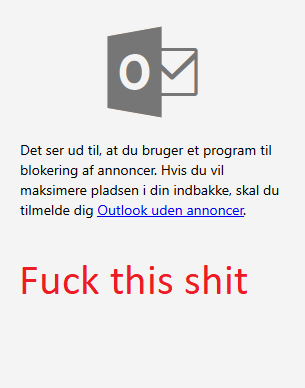 O
Det ser ud til, at du bruger et program til
blokering af annoncer. Hvis du vil
maksimere pladsen i din indbakke, skal du
tilmelde dig Outlook uden annoncer.
Fuck this shit